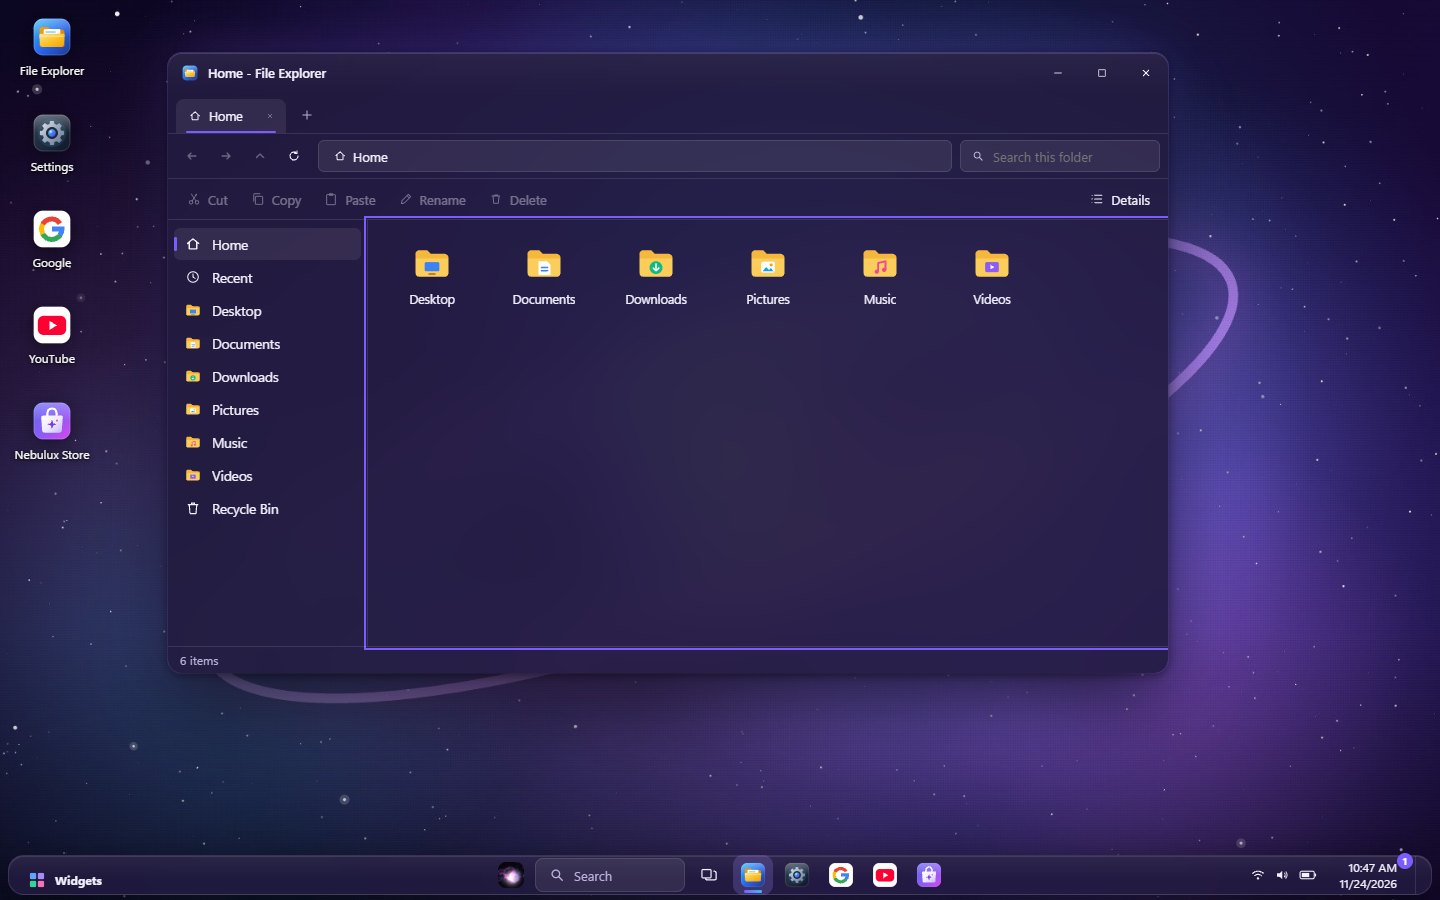 File Explorer
Settings
Google
YouTube
Nebulux Store
Home - File Explorer
Home
Home
Search this folder
Cut Copy Paste Rename Delete Details
Home
Recent
Desktop
Documents
Downloads
Pictures
Music
Videos
Recycle Bin
Desktop Documents Downloads Pictures Music Videos
6 items
Widgets
Search
10:47 AM
11/24/2026
1